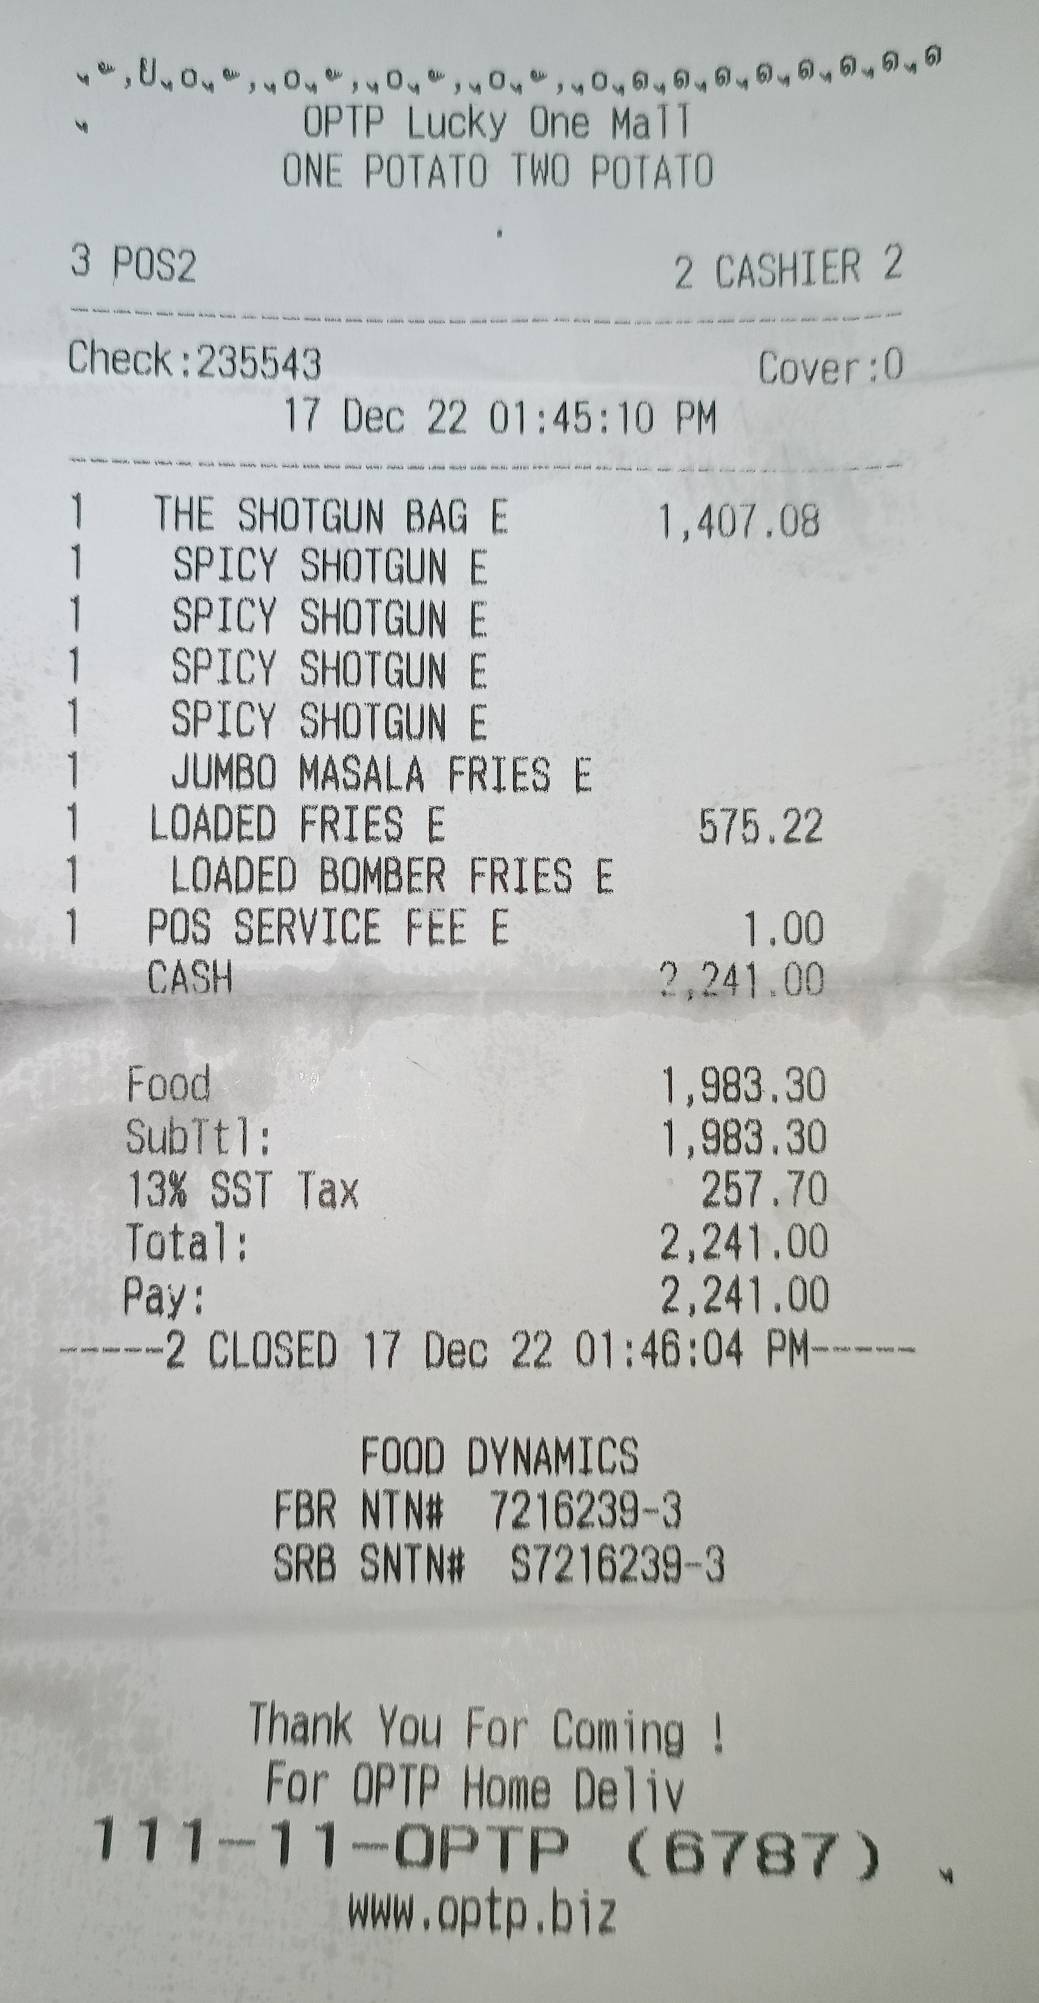 OPTP Lucky One Mall
ONE POTATO TWO POTATO
3 POS2 2 CASHIER 2
Check:235543 Cover:0
17 Dec 22 01:45:10 PM
1 THE SHOTGUN BAG E 1,407.08
1 SPICY SHOTGUN E
1 SPICY SHOTGUN E
1 SPICY SHOTGUN E
1 SPICY SHOTGUN E
1 JUMBO MASALA FRIES E
1 LOADED FRIES E 575.22
1 LOADED BOMBER FRIES E
1 POS SERVICE FEE E 1.00
CASH 2,241.00
Food 1,983.30
SubTtl: 1,983.30
13% SST Tax 257.70
Total: 2,241.00
Pay: 2,241.00
-----2 CLOSED 17 Dec 22 01:46:04 PM-----
FOOD DYNAMICS
FBR NTN# 7216239-3
SRB SNTN# S7216239-3
Thank You For Coming !
For OPTP Home Deliv
111-11-OPTP (6787)
www.optp.biz